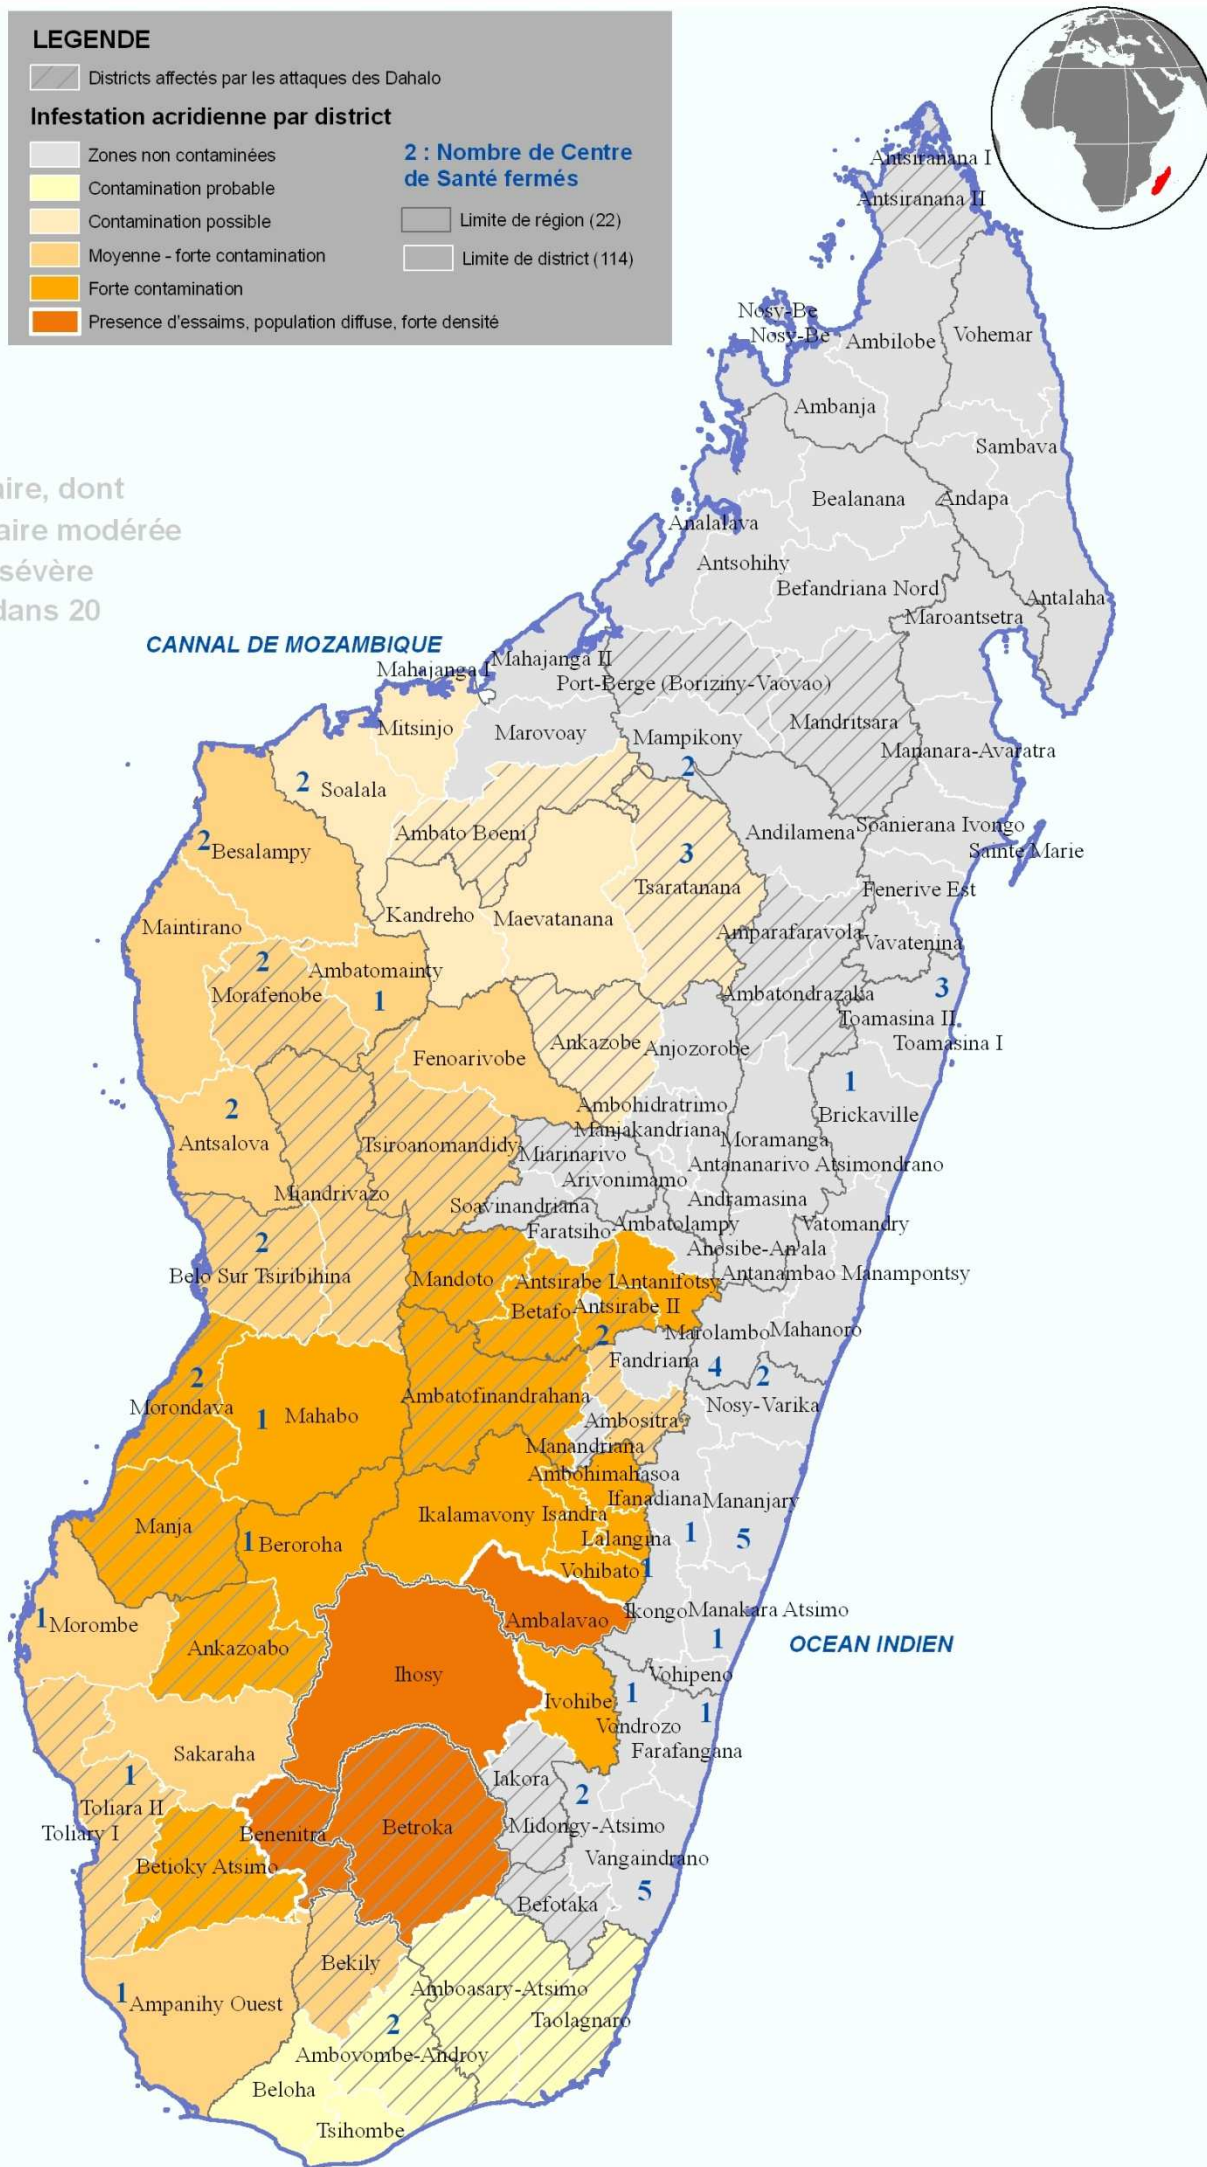 LEGENDE
Districts affectés par les attaques des Dahalo
Infestation acridienne par district
Zones non contaminées
Contamination probable
Contamination possible
Moyenne - forte contamination
Forte contamination
Presence d'essaims, population diffuse, forte densité
2 : Nombre de Centre
de Santé fermés
Limite de région (22)
Limite de district (114)
aire, dont
aire modérée
sévère
dans 20
CANNAL DE MOZAMBIQUE
Antsiranana I
Antsiranana II
Nosy-Be
Nosy-Be
Ambilobe
Vohemar
Ambanja
Sambava
Bealanana
Andapa
Analalava
Antsohihy
Befandriana Nord
Antalaha
Maroantsetra
Mahajanga II
Mahajanga I
Port-Berge (Boriziny-Vaovao)
Mandritsara
Mitsinjo
Marovoay
Mampikony
2
Mananara-Avaratra
2
Soalala
Ambato Boeni
Andilamena
Soanierana Ivongo
Sainte Marie
2
Besalampy
3
Tsaratanana
Fenerive Est
Kandreho
Maevatanana
Maintirano
Amparafaravola
Vavatenina
2
Morafenobe
Ambatomainty
1
Ambatondrazaka
3
Toamasina II
Toamasina I
Fenoarivobe
Ankazobe
Anjozorobe
1
Brickaville
2
Antsalova
Ambohidratrimo
Manjakandriana
Tsiroanomandidy
Miarinarivo
Moramanga
Antananarivo Atsimondrano
Arivonimamo
Miandrivazo
Soavinandriana
Andramasina
Faratsiho
Ambatolampy
Vatomandry
2
Belo Sur Tsiribihina
Anosibe-An'ala
Mandoto
Antsirabe I
Antanifotsy
Antanambao Manampontsy
Betafo
Antsirabe II
2
Marolambo
Mahanoro
Fandriana
4
2
2
Morondava
1
Mahabo
Ambatofinandrahana
Nosy-Varika
Ambositra
Manandriana
Ambohimahasoa
Ifanadiana
Mananjary
Manja
1
Beroroha
Ikalamavony
Isandra
Lalangina
1
5
Vohibato
1
1
Morombe
Ambalavao
Ikongo
Manakara Atsimo
1
OCEAN INDIEN
Ankazoabo
Ihosy
Vohipeno
Ivohibe
1
Vondrozo
1
Farafangana
Sakaraha
1
Toliara II
Toliary I
Iakora
2
Benenitra
Betroka
Midongy-Atsimo
Betioky Atsimo
Vangaindrano
5
Befotaka
Bekily
1
Ampanihy Ouest
Amboasary-Atsimo
Taolagnaro
2
Ambovombe-Androy
Beloha
Tsihombe